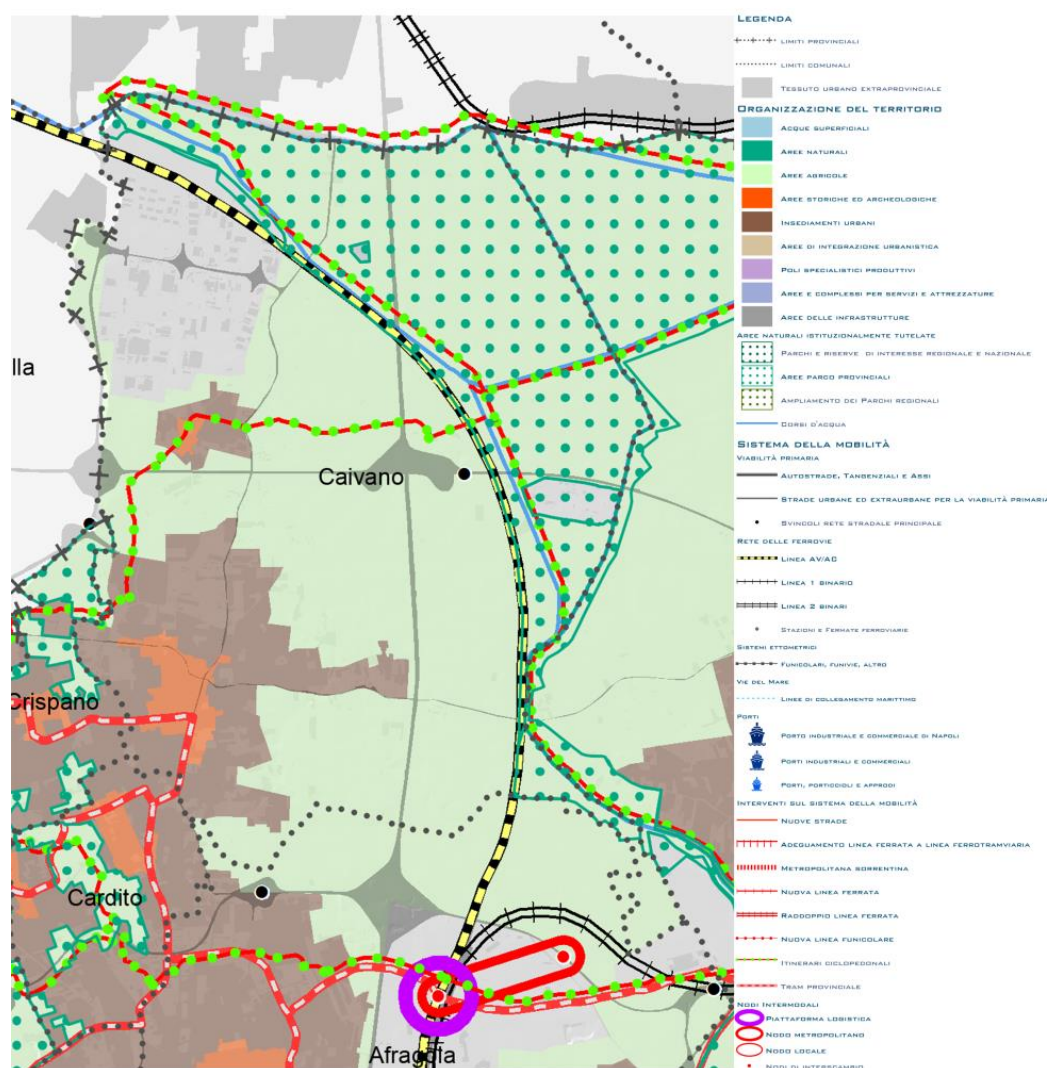 Legenda
Limiti provinciali
Limiti comunali
Tessuto urbano extraprovinciale
Organizzazione del territorio
Acque superficiali
Aree naturali
Aree agricole
Aree storiche ed archeologiche
Insediamenti urbani
Aree di integrazione urbanistica
Poli specialistici produttivi
Aree e complessi per servizi e attrezzature
Aree delle infrastrutture
Aree naturali istituzionalmente tutelate
Parchi e riserve di interesse regionale e nazionale
Aree parco provinciali
Ampliamento dei Parchi regionali
Corsi d'acqua
Sistema della mobilità
Viabilità primaria
Autostrade, Tangenziali e Assi
Strade urbane ed extraurbane per la viabilità primaria
Svincoli rete stradale principale
Rete delle ferrovie
Linea AV/AC
Linea 1 binario
Linea 2 binari
Stazioni e Fermate ferroviarie
Sistemi ettometrici
Funicolari, funivie, altro
Vie del Mare
Linee di collegamento marittimo
Porti
Porto industriale e commerciale di Napoli
Porti industriali e commerciali
Porti, porticcioli e approdi
Interventi sul sistema della mobilità
Nuove strade
Adeguamento linea ferrata a linea ferrotramviaria
Metropolitana sorrentina
Nuova linea ferrata
Raddoppio linea ferrata
Nuova linea funicolare
Itinerari ciclopedonali
Tram provinciale
Nodi Intermodali
Piattaforma logistica
Nodo metropolitano
Nodo locale
Nodi di interscambio
lla
Caivano
Crispano
Cardito
Afragola